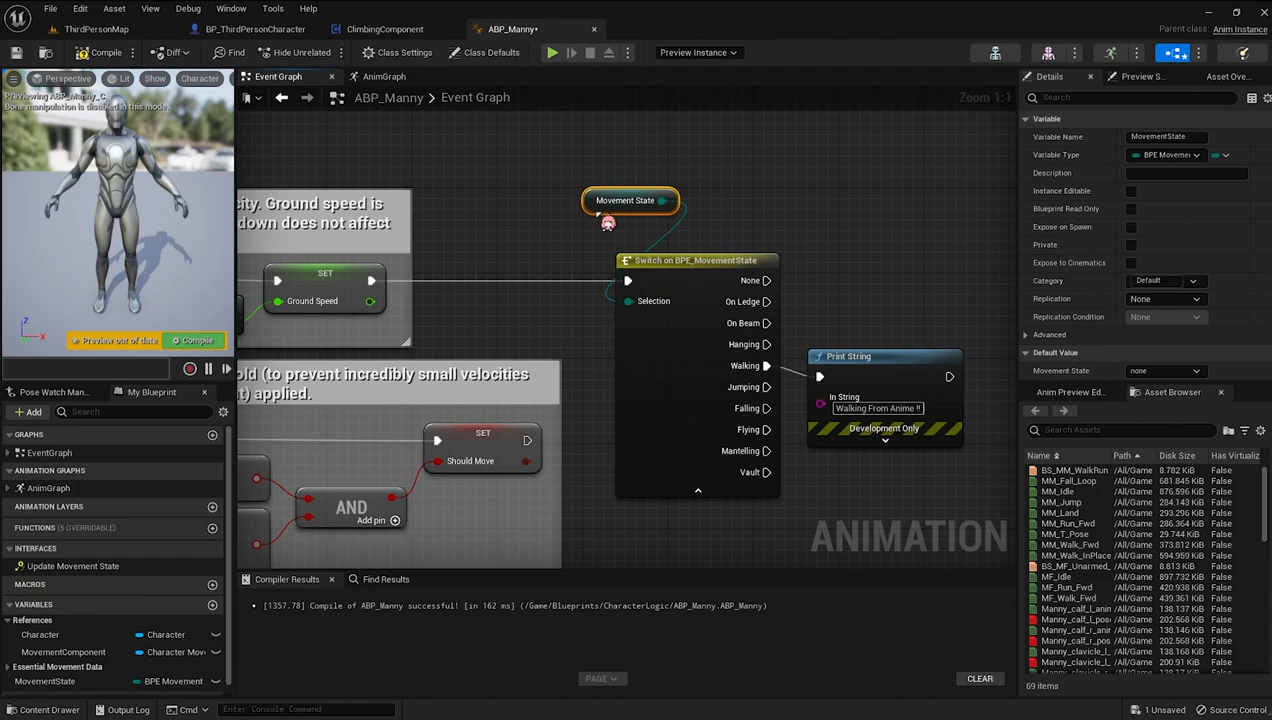 File Edit Asset View Debug Window Tools Help
ThirdPersonMap BP_ThirdPersonCharacter ClimbingComponent ABP_Manny•
Parent class: Anim Instance
Compile Diff Find Hide Unrelated Class Settings Class Defaults Preview Instance
Perspective Lit Show Character
Previewing ABP_Manny_C.
Bone manipulation is disabled in this mode.
Z
X
Preview out of date Compile
Event Graph AnimGraph
ABP_Manny > Event Graph
Zoom 1:1
city. Ground speed is
down does not affect
SET
Ground Speed
old (to prevent incredibly small velocities
t) applied.
SET
Should Move
AND
Add pin
Movement State
Switch on BPE_MovementState
Selection
None
On Ledge
On Beam
Hanging
Walking
Jumping
Falling
Flying
Mantelling
Vault
Print String
In String
Walking From Anime !!
Development Only
ANIMATION
Pose Watch Man... My Blueprint
Add Search
GRAPHS
EventGraph
ANIMATION GRAPHS
AnimGraph
ANIMATION LAYERS
FUNCTIONS (5 OVERRIDABLE)
INTERFACES
Update Movement State
MACROS
VARIABLES
References
Character Character
MovementComponent Character Mov
Essential Movement Data
MovementState BPE Movement
Compiler Results Find Results
• [1357.78] Compile of ABP_Manny successful! [in 162 ms] (/Game/Blueprints/CharacterLogic/ABP_Manny.ABP_Manny)
PAGE CLEAR
Details Preview S... Asset Ove...
Search
Variable
Variable Name MovementState
Variable Type BPE Movemer
Description
Instance Editable
Blueprint Read Only
Expose on Spawn
Private
Expose to Cinematics
Category Default
Replication None
Replication Condition None
Advanced
Default Value
Movement State none
Anim Preview Ed... Asset Browser
Search Assets
Name Path Disk Size Has Virtualiz
BS_MM_WalkRun /All/Game 8.782 KiB False
MM_Fall_Loop /All/Game 681.845 KiB False
MM_Idle /All/Game 876.596 KiB False
MM_Jump /All/Game 284.143 KiB False
MM_Land /All/Game 293.296 KiB False
MM_Run_Fwd /All/Game 286.364 KiB False
MM_T_Pose /All/Game 29.744 KiB False
MM_Walk_Fwd /All/Game 373.812 KiB False
MM_Walk_InPlace /All/Game 594.959 KiB False
BS_MF_Unarmed_ /All/Game 8.813 KiB False
MF_Idle /All/Game 897.732 KiB False
MF_Run_Fwd /All/Game 420.938 KiB False
MF_Walk_Fwd /All/Game 439.361 KiB False
Manny_calf_l_anim /All/Game 138.137 KiB False
Manny_calf_l_pose /All/Game 202.568 KiB False
Manny_calf_r_anir /All/Game 138.146 KiB False
Manny_calf_r_pos /All/Game 202.568 KiB False
Manny_clavicle_l_ /All/Game 138.168 KiB False
Manny_clavicle_l_ /All/Game 200.91 KiB False
69 items
Content Drawer Output Log Cmd Enter Console Command
1 Unsaved Source Control